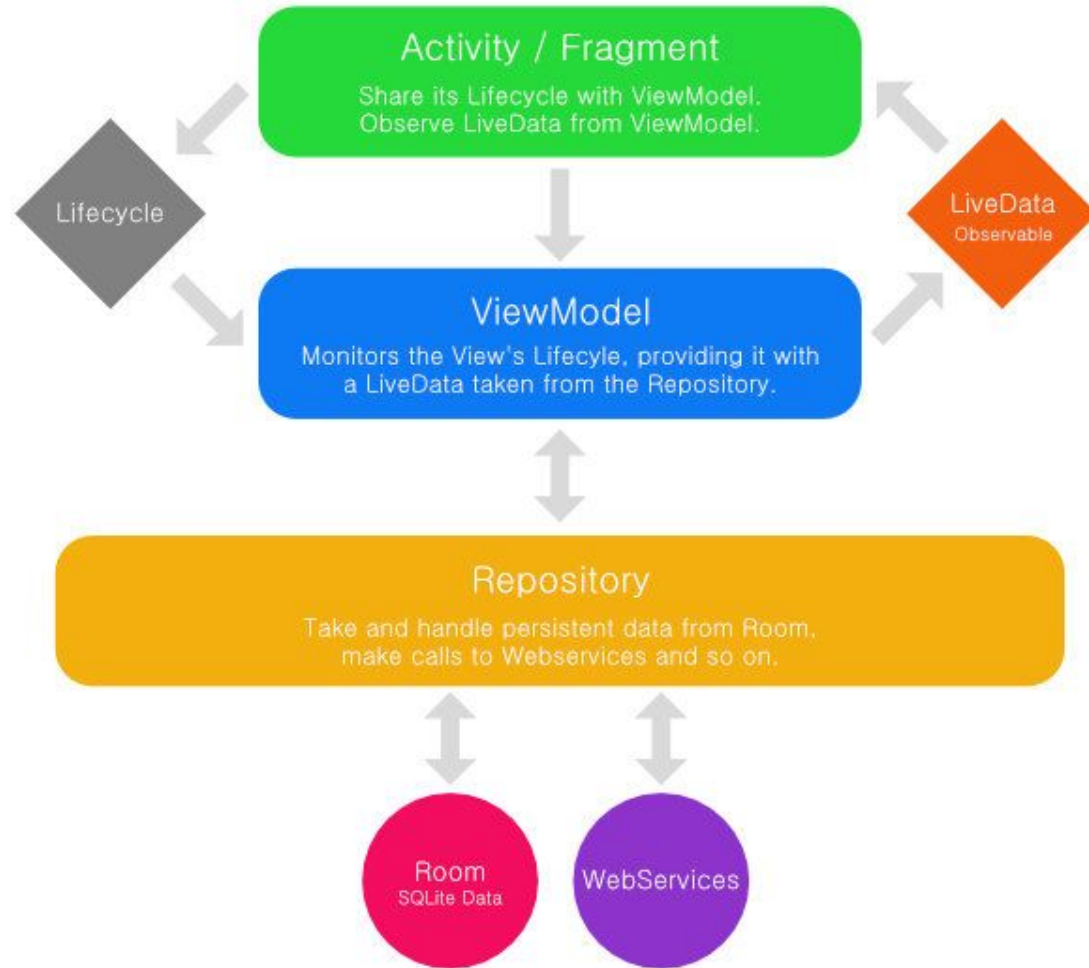 Activity / Fragment
Share its Lifecycle with ViewModel.
Observe LiveData from ViewModel.
Lifecycle
LiveData
Observable
ViewModel
Monitors the View's Lifecyle, providing it with
a LiveData taken from the Repository.
Repository
Take and handle persistent data from Room,
make calls to Webservices and so on.
Room
SQLite Data
WebServices